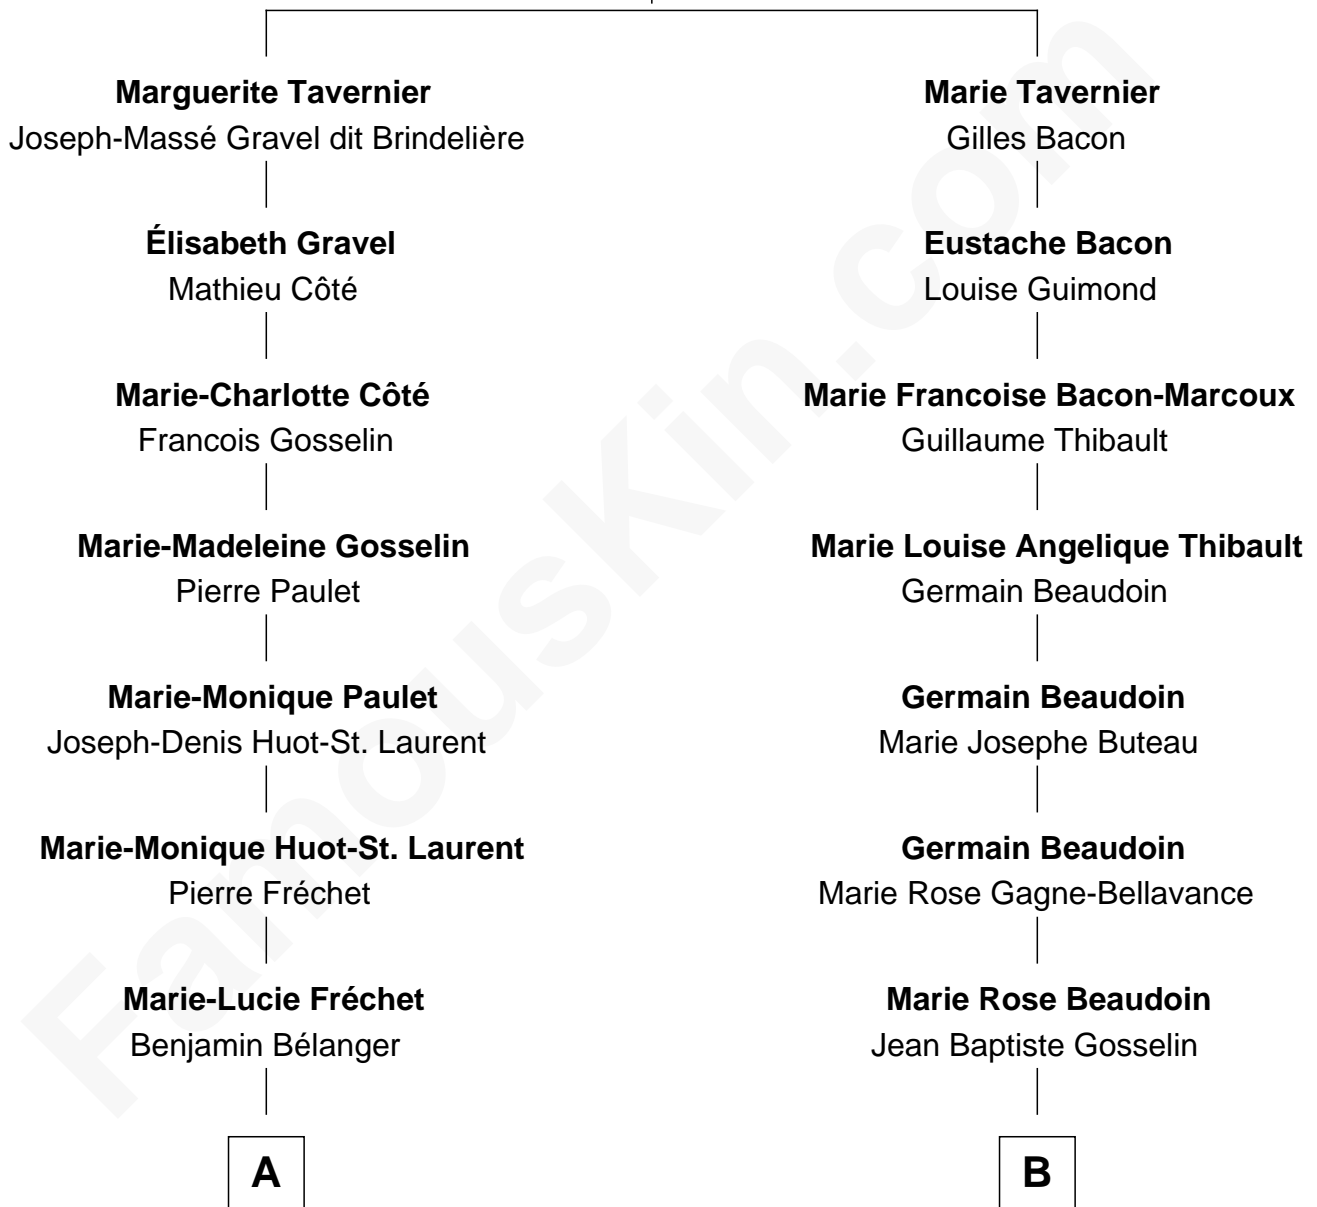 Marguerite Tavernier
Joseph-Massé Gravel dit Brindelière
Élisabeth Gravel
Mathieu Côté
Marie-Charlotte Côté
Francois Gosselin
Marie-Madeleine Gosselin
Pierre Paulet
Marie-Monique Paulet
Joseph-Denis Huot-St. Laurent
Marie-Monique Huot-St. Laurent
Pierre Fréchet
Marie-Lucie Fréchet
Benjamin Bélanger
A
Marie Tavernier
Gilles Bacon
Eustache Bacon
Louise Guimond
Marie Francoise Bacon-Marcoux
Guillaume Thibault
Marie Louise Angelique Thibault
Germain Beaudoin
Germain Beaudoin
Marie Josephe Buteau
Germain Beaudoin
Marie Rose Gagne-Bellavance
Marie Rose Beaudoin
Jean Baptiste Gosselin
B
FamousKin.com